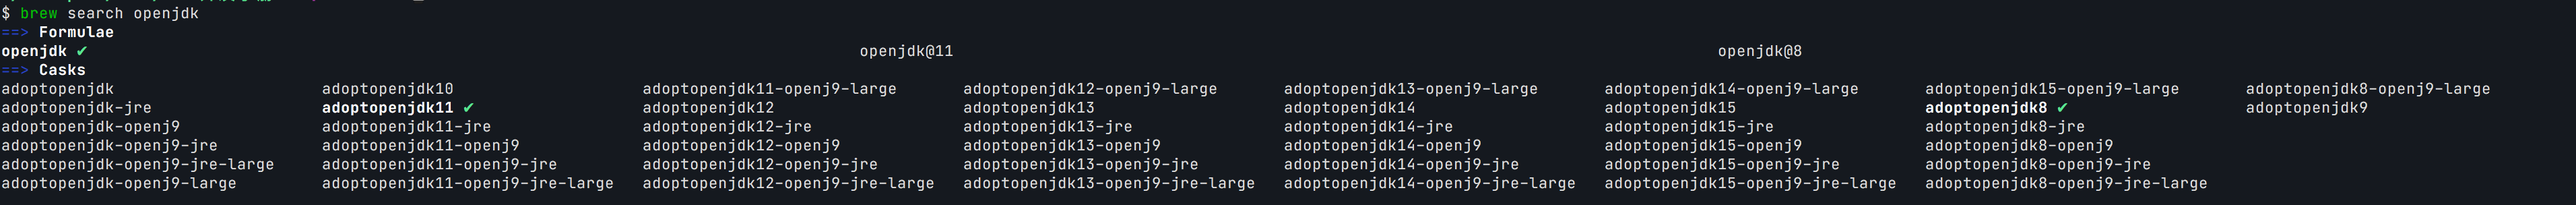 $ brew search openjdk
==> Formulae
openjdk ✔ openjdk@11 openjdk@8
==> Casks
adoptopenjdk adoptopenjdk10 adoptopenjdk11-openj9-large adoptopenjdk12-openj9-large adoptopenjdk13-openj9-large adoptopenjdk14-openj9-large adoptopenjdk15-openj9-large adoptopenjdk8-openj9-large
adoptopenjdk-jre adoptopenjdk11 ✔ adoptopenjdk12 adoptopenjdk13 adoptopenjdk14 adoptopenjdk15 adoptopenjdk8 ✔ adoptopenjdk9
adoptopenjdk-openj9 adoptopenjdk11-jre adoptopenjdk12-jre adoptopenjdk13-jre adoptopenjdk14-jre adoptopenjdk15-jre adoptopenjdk8-jre
adoptopenjdk-openj9-jre adoptopenjdk11-openj9 adoptopenjdk12-openj9 adoptopenjdk13-openj9 adoptopenjdk14-openj9 adoptopenjdk15-openj9 adoptopenjdk8-openj9
adoptopenjdk-openj9-jre-large adoptopenjdk11-openj9-jre adoptopenjdk12-openj9-jre adoptopenjdk13-openj9-jre adoptopenjdk14-openj9-jre adoptopenjdk15-openj9-jre adoptopenjdk8-openj9-jre
adoptopenjdk-openj9-large adoptopenjdk11-openj9-jre-large adoptopenjdk12-openj9-jre-large adoptopenjdk13-openj9-jre-large adoptopenjdk14-openj9-jre-large adoptopenjdk15-openj9-jre-large adoptopenjdk8-openj9-jre-large